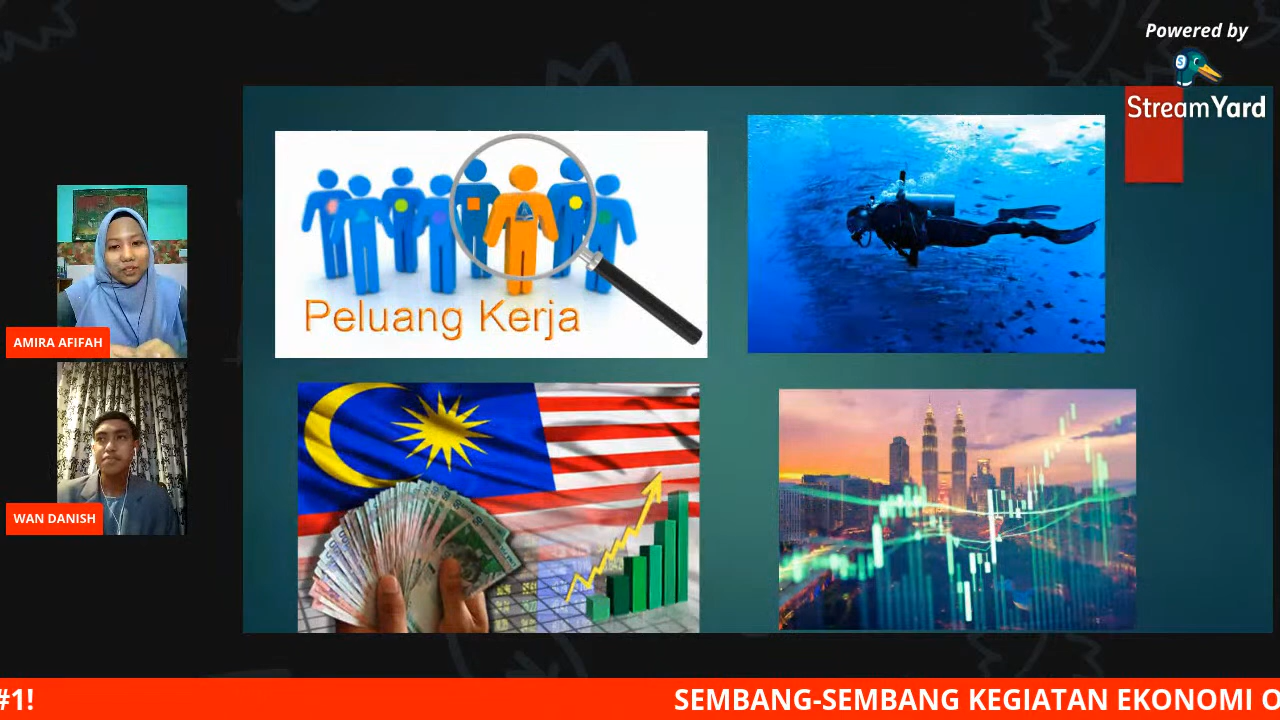 Powered by
StreamYard
Peluang Kerja
AMIRA AFIFAH
WAN DANISH
#1!
SEMBANG-SEMBANG KEGIATAN EKONOMI O